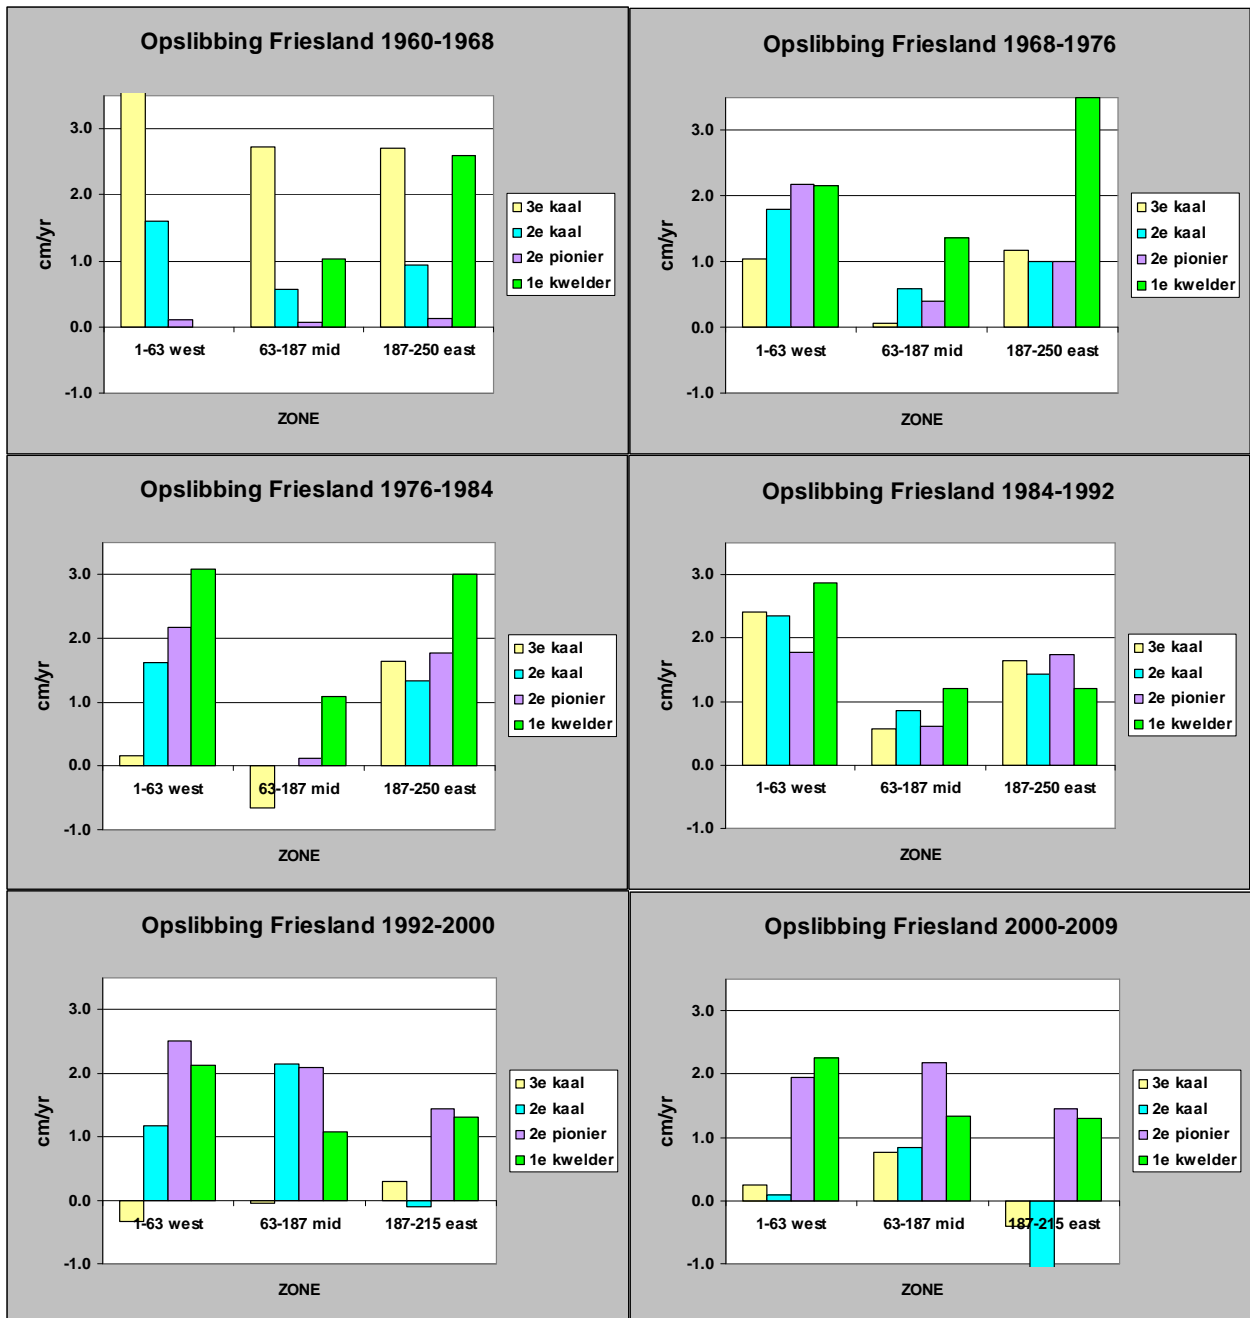 Opslibbing Friesland 1960-1968
3.0
2.0
1.0
0.0
-1.0
cm/yr
1-63 west 63-187 mid 187-250 east
ZONE
3e kaal
2e kaal
2e pionier
1e kwelder
Opslibbing Friesland 1968-1976
3.0
2.0
1.0
0.0
-1.0
cm/yr
1-63 west 63-187 mid 187-250 east
ZONE
3e kaal
2e kaal
2e pionier
1e kwelder
Opslibbing Friesland 1976-1984
3.0
2.0
1.0
0.0
-1.0
cm/yr
1-63 west 63-187 mid 187-250 east
ZONE
3e kaal
2e kaal
2e pionier
1e kwelder
Opslibbing Friesland 1984-1992
3.0
2.0
1.0
0.0
-1.0
cm/yr
1-63 west 63-187 mid 187-250 east
ZONE
3e kaal
2e kaal
2e pionier
1e kwelder
Opslibbing Friesland 1992-2000
3.0
2.0
1.0
0.0
-1.0
cm/yr
1-63 west 63-187 mid 187-215 east
ZONE
3e kaal
2e kaal
2e pionier
1e kwelder
Opslibbing Friesland 2000-2009
3.0
2.0
1.0
0.0
-1.0
cm/yr
1-63 west 63-187 mid 187-215 east
ZONE
3e kaal
2e kaal
2e pionier
1e kwelder